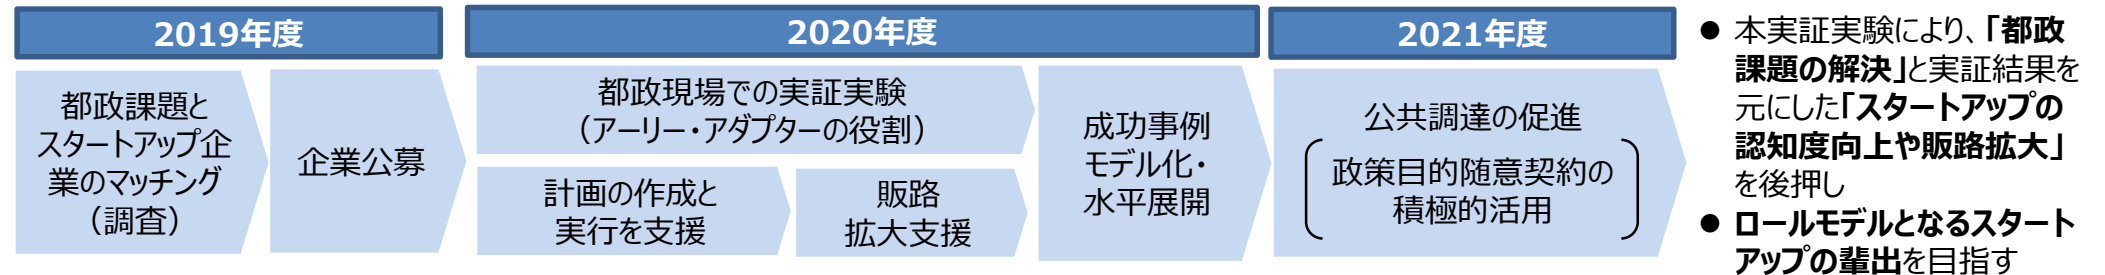 2019年度
都政課題と
スタートアップ企
業のマッチング
（調査）
企業公募
2020年度
都政現場での実証実験
（アーリー・アダプターの役割）
計画の作成と
実行を支援
販路
拡大支援
成功事例
モデル化・
水平展開
2021年度
公共調達の促進
政策目的随意契約の
積極的活用
● 本実証実験により、「都政
課題の解決」と実証結果を
元にした「スタートアップの
認知度向上や販路拡大」
を後押し
● ロールモデルとなるスタート
アップの輩出を目指す